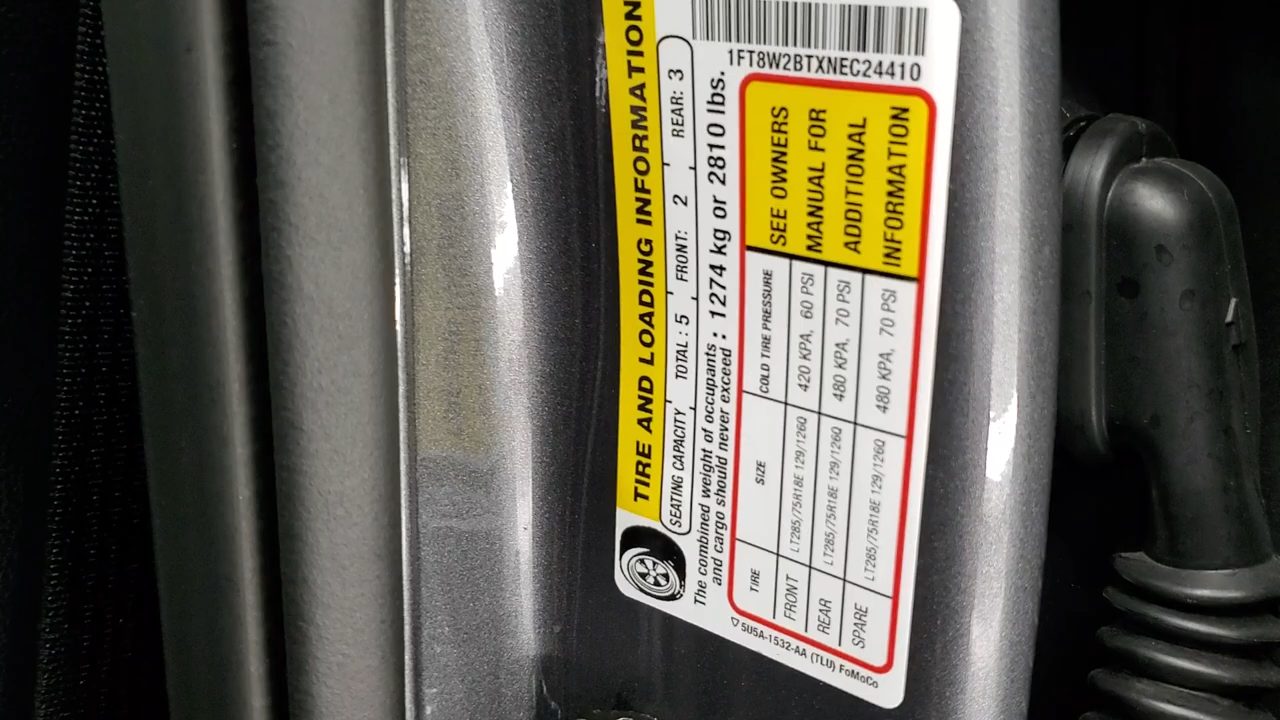 TIRE AND LOADING INFORMATION
SEATING CAPACITY TOTAL: 5 FRONT: 2 REAR: 3
The combined weight of occupants
and cargo should never exceed : 1274 kg or 2810 lbs.
1FT8W2BTXNEC24410
TIRE SIZE COLD TIRE PRESSURE
FRONT LT285/75R18E 129/126Q 420 KPA, 60 PSI
REAR LT285/75R18E 129/126Q 480 KPA, 70 PSI
SPARE LT285/75R18E 129/126Q 480 KPA, 70 PSI
SEE OWNERS
MANUAL FOR
ADDITIONAL
INFORMATION
5U5A-1532-AA (TLU) FoMoCo